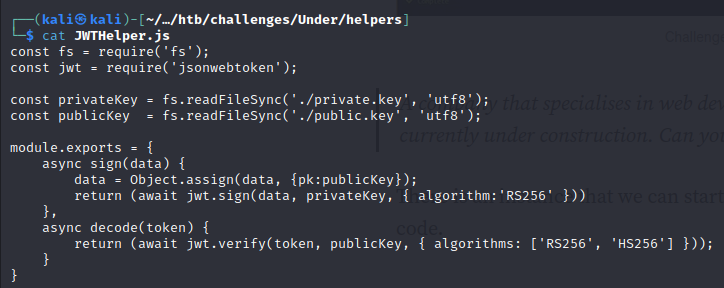 ┌──(kali㉿kali)-[~/…/htb/challenges/Under/helpers]
└─$ cat JWTHelper.js
const fs = require('fs');
const jwt = require('jsonwebtoken');

const privateKey  = fs.readFileSync('./private.key', 'utf8');
const publicKey   = fs.readFileSync('./public.key', 'utf8');

module.exports = {
    async sign(data) {
        data = Object.assign(data, {pk:publicKey});
        return (await jwt.sign(data, privateKey, { algorithm:'RS256' }))
    },
    async decode(token) {
        return (await jwt.verify(token, publicKey, { algorithms: ['RS256', 'HS256'] }));
    }
}
Challeng
that specialises in web dev
currently under construction. Can you
that we can start
code.